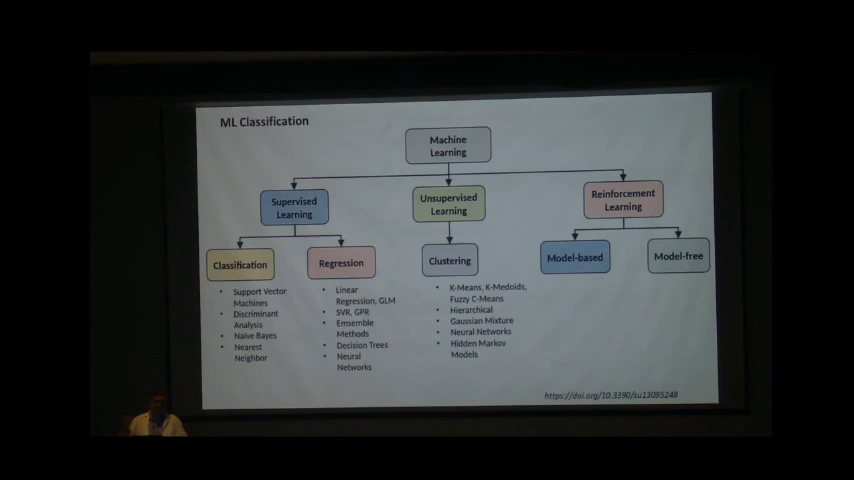 ML Classification
Machine
Learning
Supervised
Learning
Unsupervised
Learning
Reinforcement
Learning
Classification
Regression
Clustering
Model-based
Model-free
• Support Vector
Machines
• Discriminant
Analysis
• Naive Bayes
• Nearest
Neighbor
• Linear
Regression, GLM
• SVR, GPR
• Emsemble
Methods
• Decision Trees
• Neural
Networks
• K-Means, K-Medoids,
Fuzzy C-Means
• Hierarchical
• Gaussian Mixture
• Neural Networks
• Hidden Markov
Models
https://doi.org/10.3390/su13095248